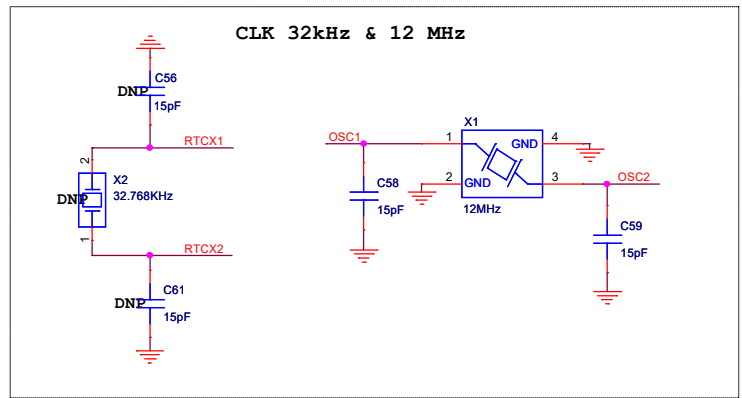 CLK 32kHz & 12 MHz
C56
DNP
15pF
RTCX1
2
X2
DNP
32.768KHz
1
RTCX2
C61
DNP
15pF
X1
OSC1
1
GND
4
2
GND
3
OSC2
12MHz
C58
15pF
C59
15pF